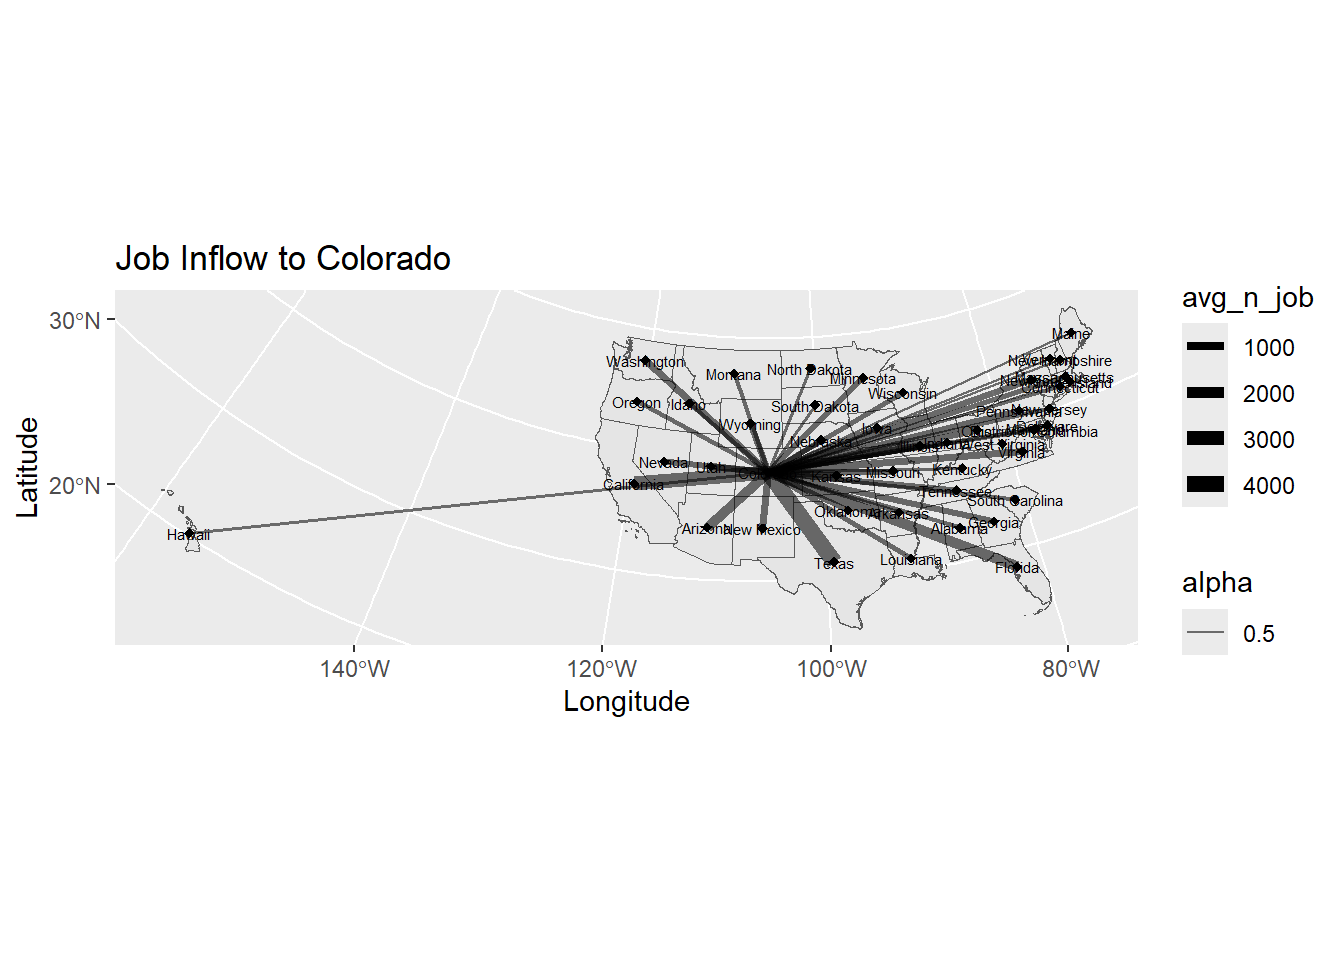 Job Inflow to Colorado
30°N
20°N
Latitude
140°W
120°W
100°W
80°W
Longitude
avg_n_job
1000
2000
3000
4000
alpha
0.5
Maine
Washington
Montana
North Dakota
Minnesota
Wisconsin
Oregon
Idaho
South Dakota
Wyoming
Iowa
Nebraska
Pennsylvania
Connecticut
Virginia
Nevada
Utah
California
Kansas
Missouri
Kentucky
Tennessee
South Carolina
Oklahoma
Arkansas
Georgia
Arizona
New Mexico
Alabama
Texas
Louisiana
Florida
Hawaii